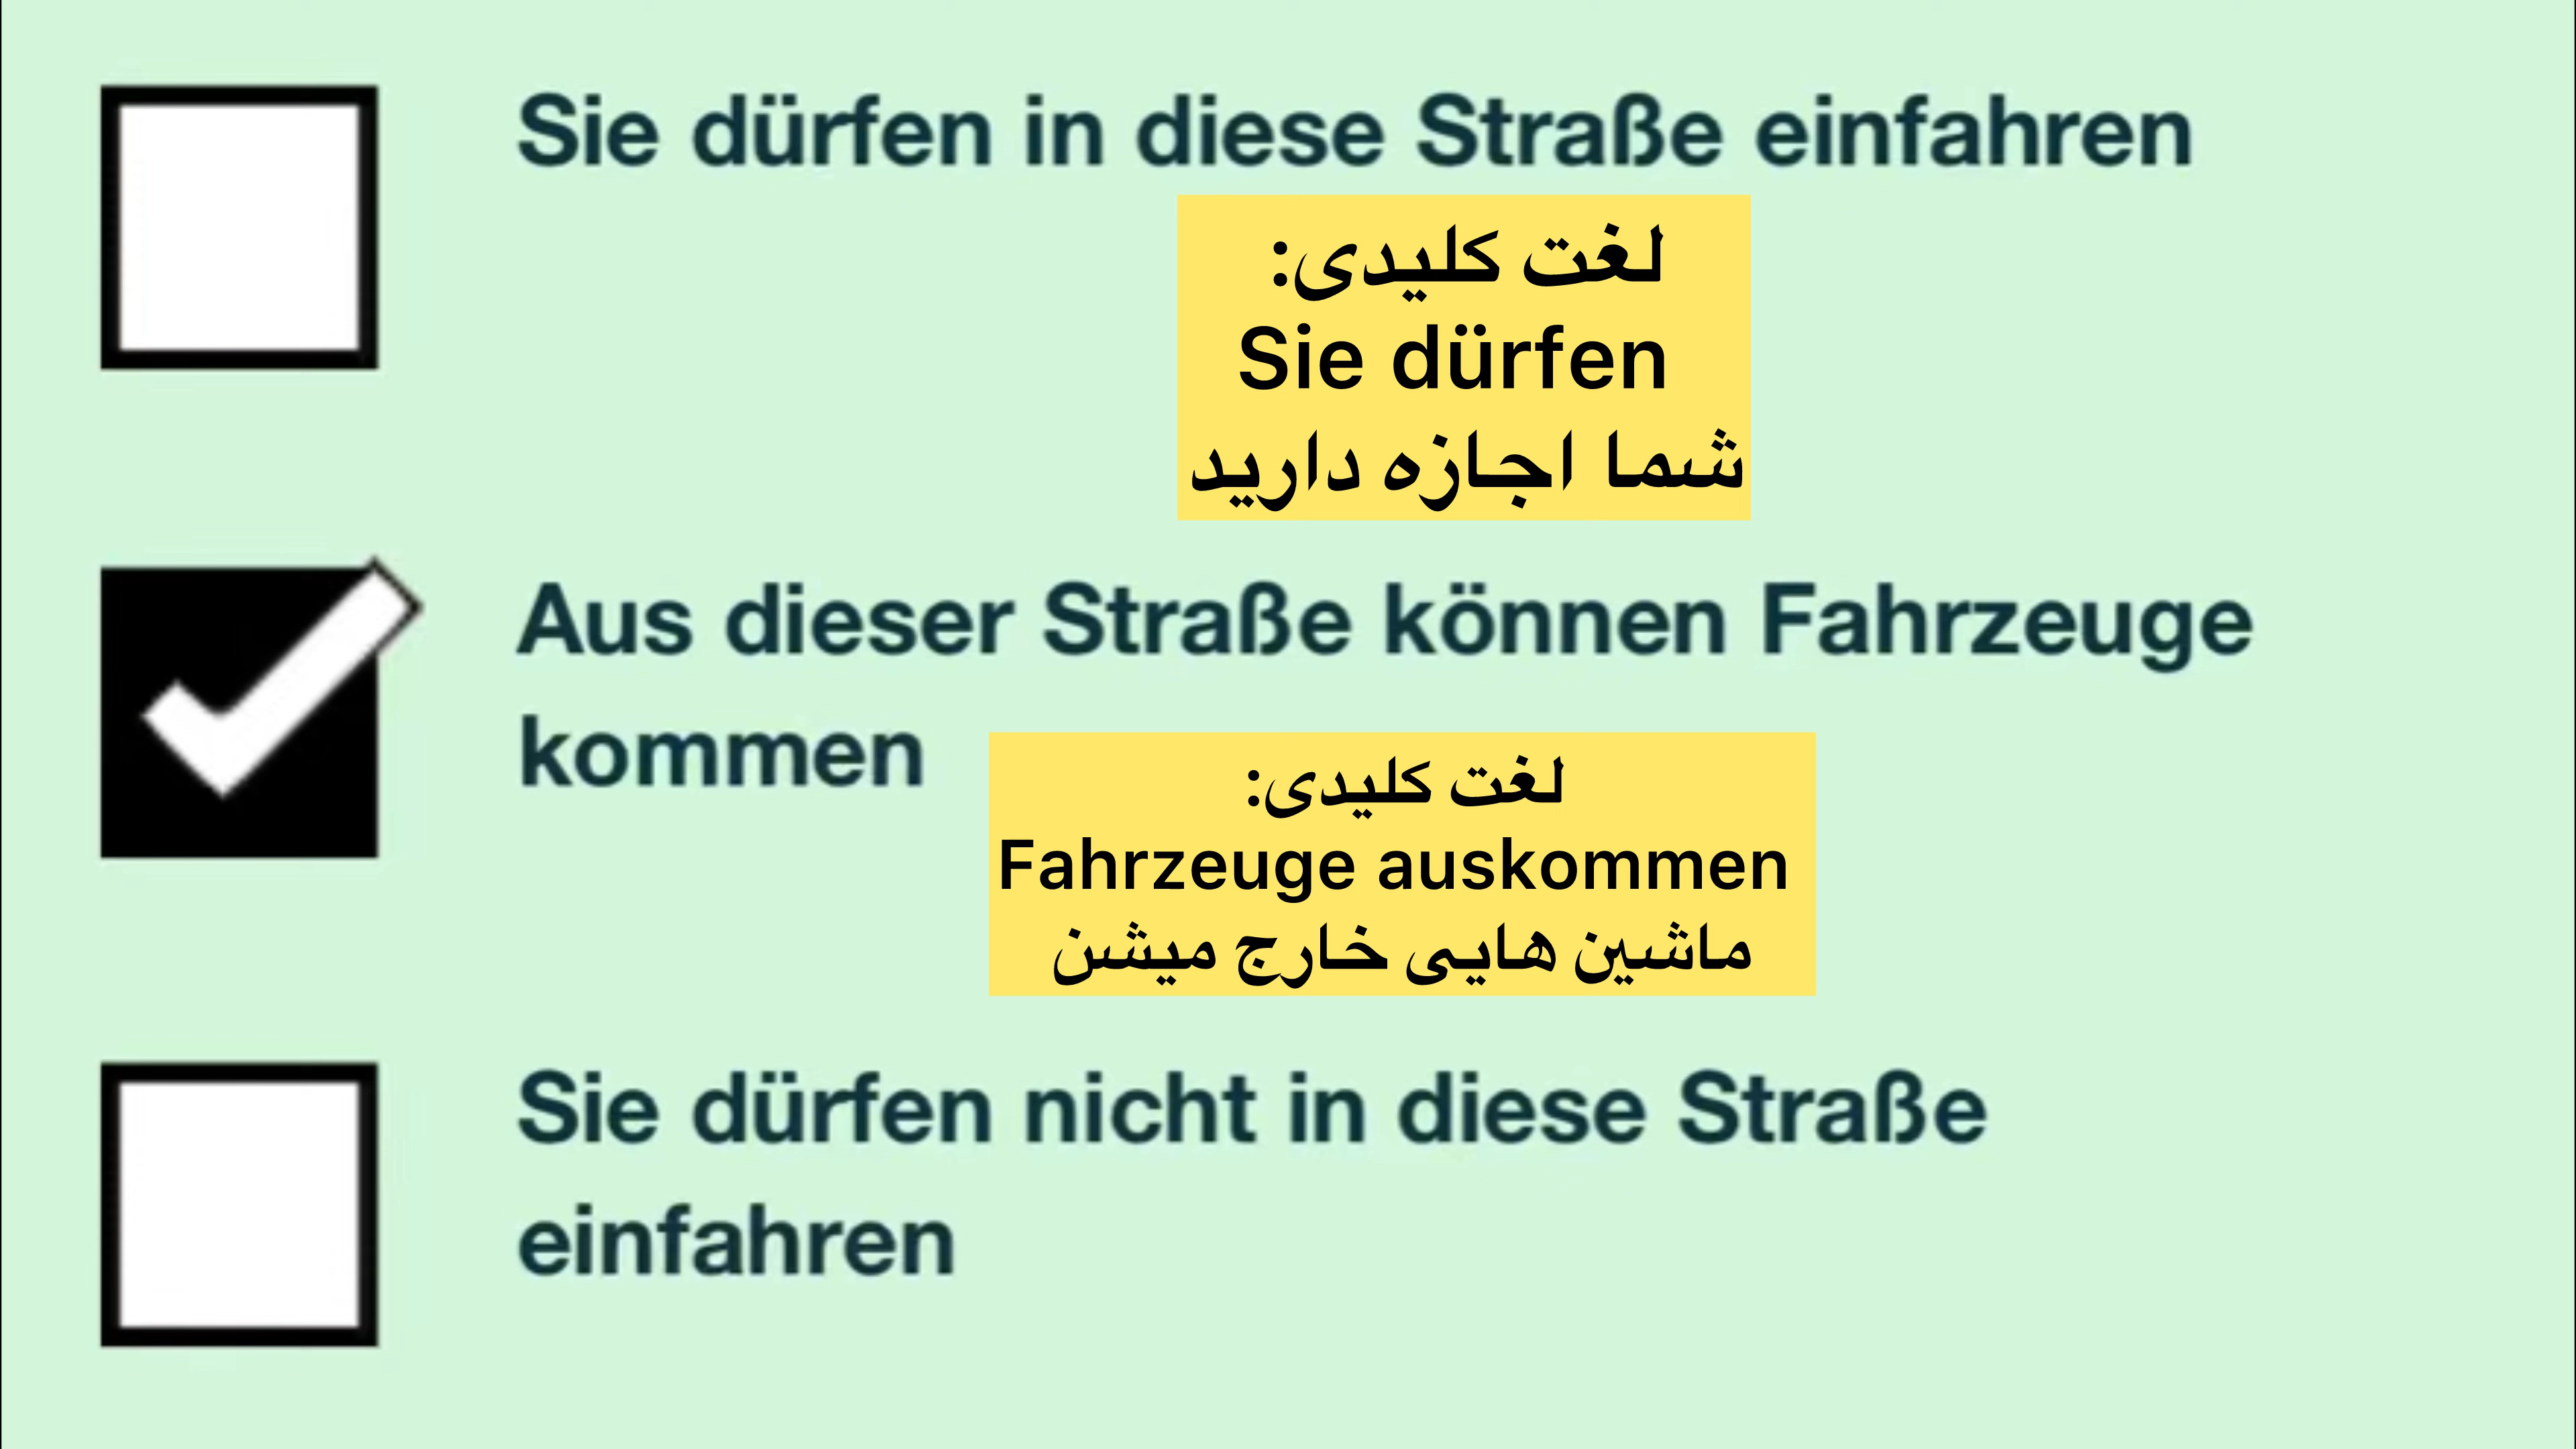 Sie dürfen in diese Straße einfahren
لغت کلیدی:
Sie dürfen
شما اجازه دارید
Aus dieser Straße können Fahrzeuge
kommen
لغت کلیدی:
Fahrzeuge auskommen
ماشین هایی خارج میشن
Sie dürfen nicht in diese Straße
einfahren